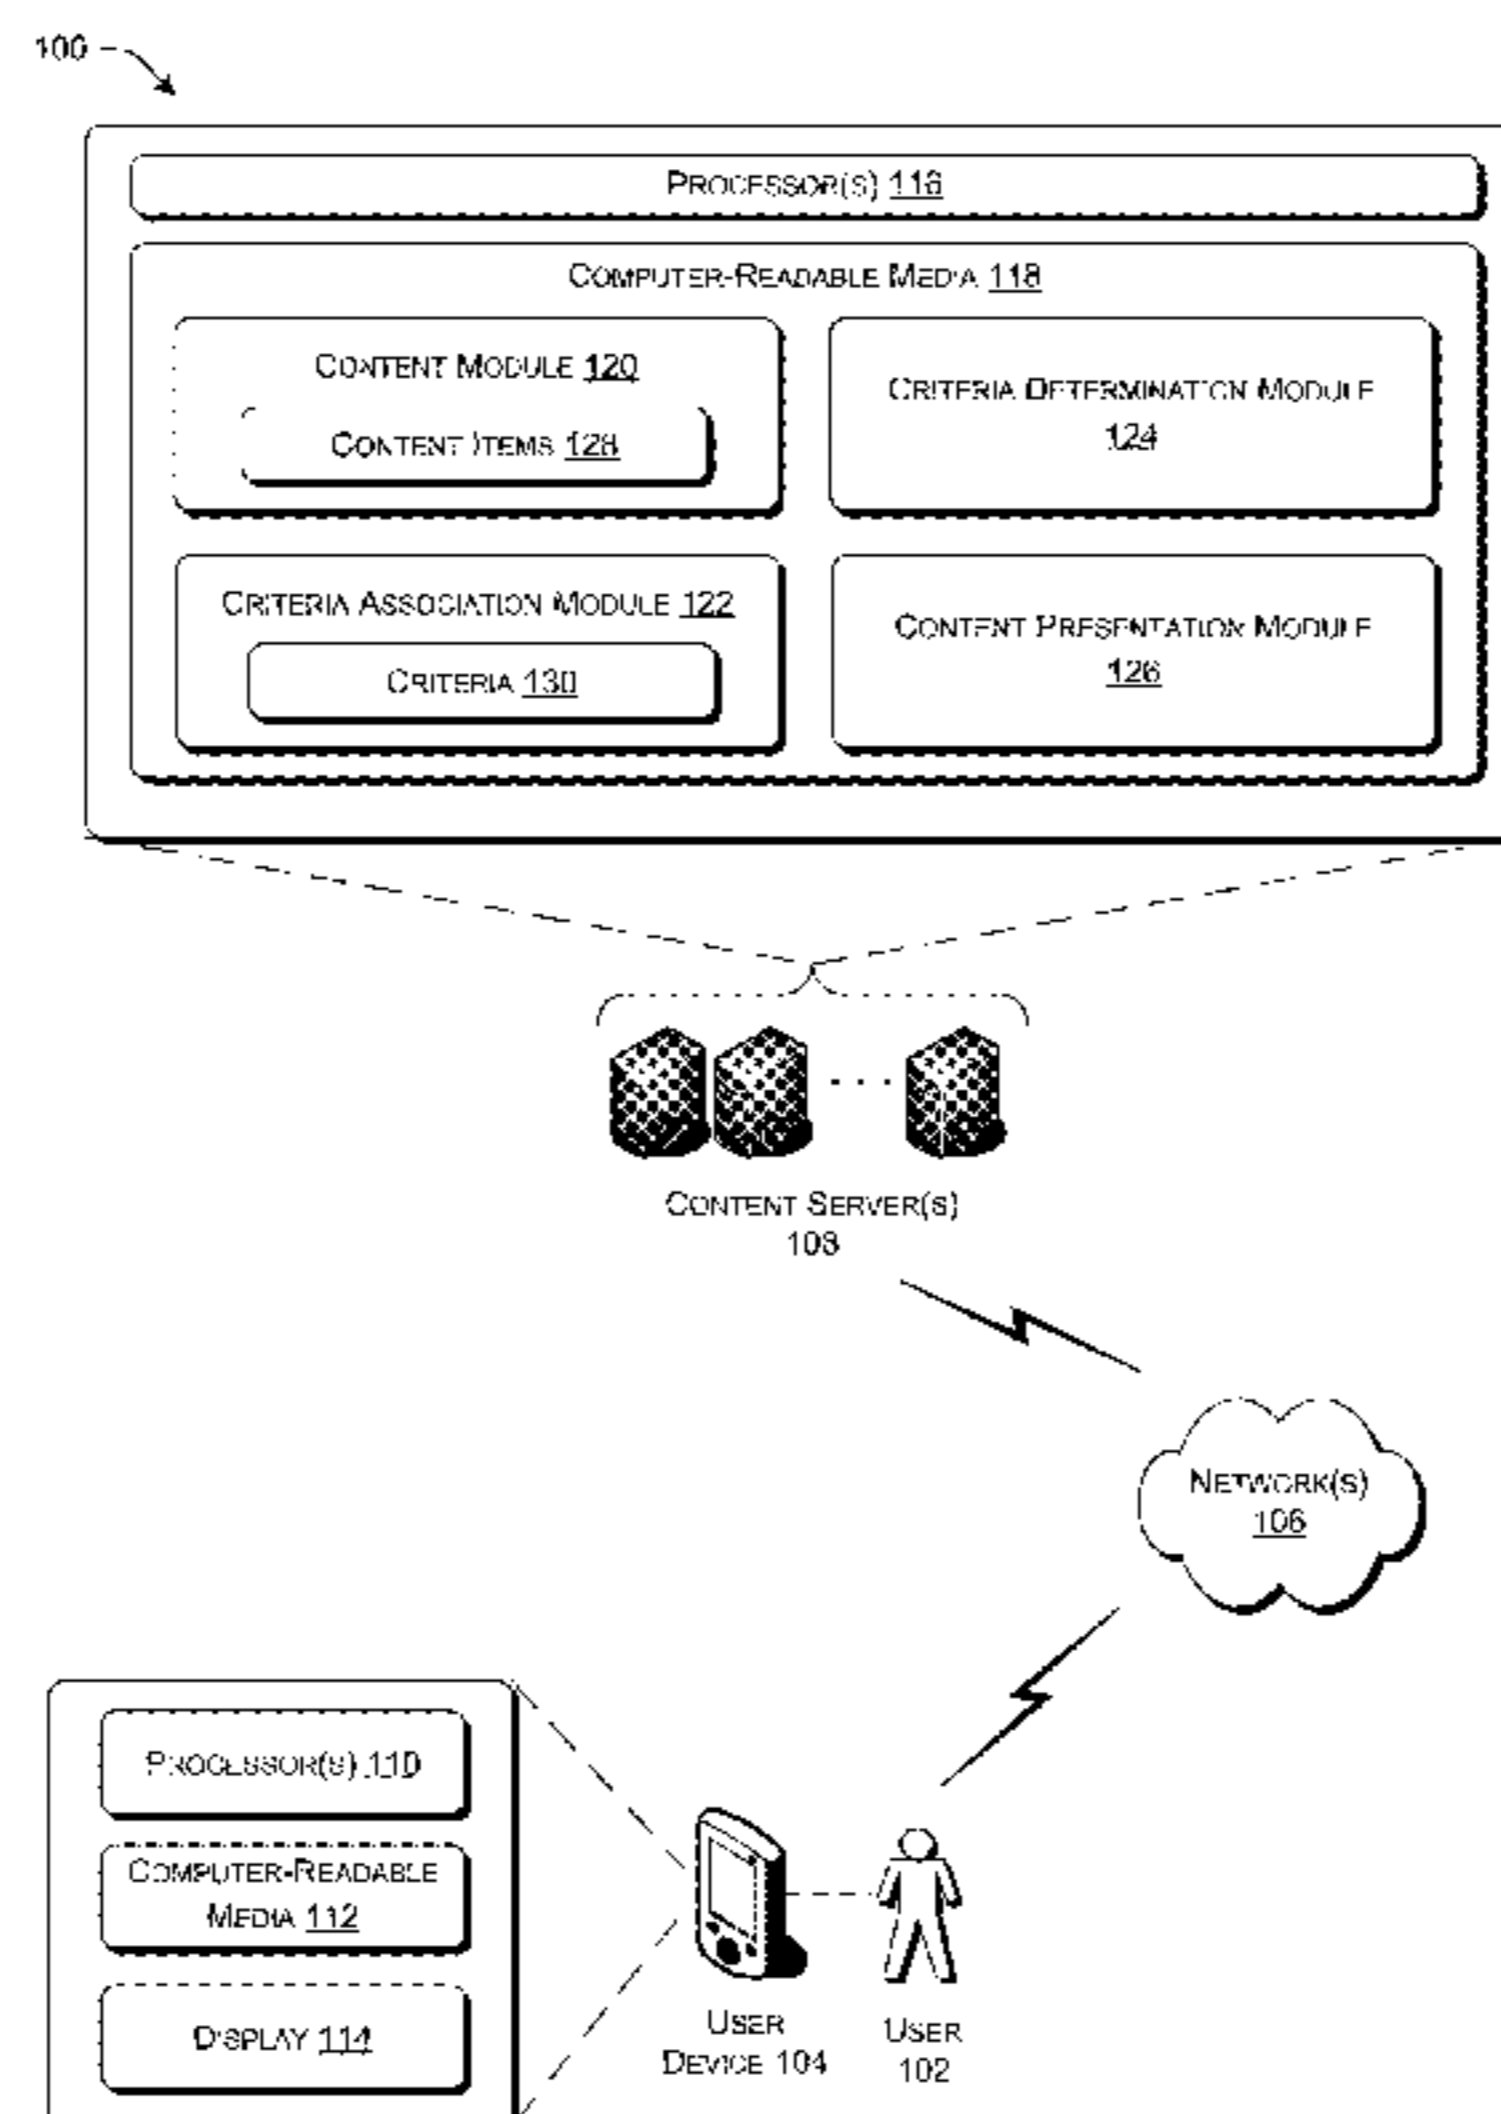 100
PROCESSOR(S) 116
COMPUTER-READABLE MEDIA 118
CONTENT MODULE 120
CONTENT ITEMS 128
CRITERIA DETERMINATION MODULE
124
CRITERIA ASSOCIATION MODULE 122
CRITERIA 130
CONTENT PRESENTATION MODULE
126
CONTENT SERVER(S)
108
NETWORK(S)
106
PROCESSOR(S) 110
COMPUTER-READABLE
MEDIA 112
DISPLAY 114
USER
DEVICE 104
USER
102